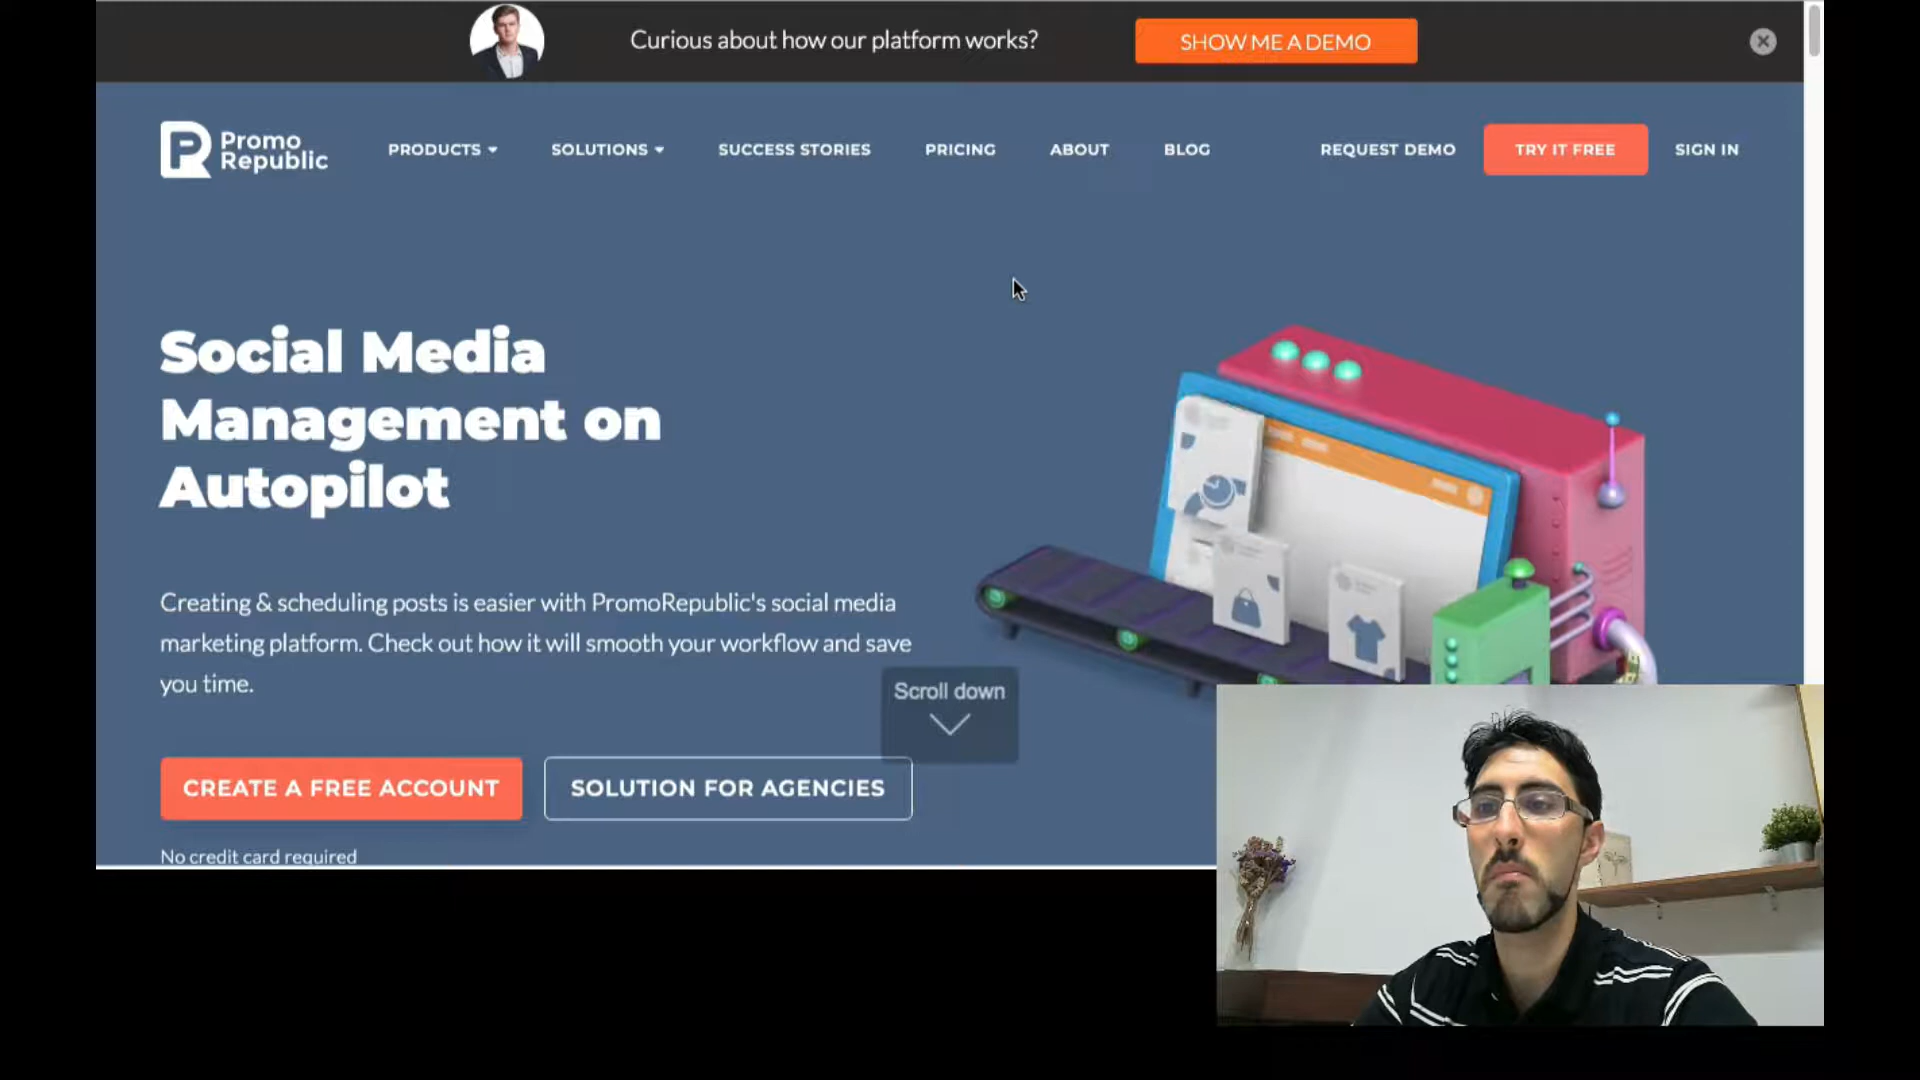 Curious about how our platform works?
SHOW ME A DEMO
Promo
Republic
PRODUCTS
SOLUTIONS
SUCCESS STORIES
PRICING
ABOUT
BLOG
REQUEST DEMO
TRY IT FREE
SIGN IN
Social Media
Management on
Autopilot
Creating & scheduling posts is easier with PromoRepublic's social media
marketing platform. Check out how it will smooth your workflow and save
you time.
Scroll down
CREATE A FREE ACCOUNT
SOLUTION FOR AGENCIES
No credit card required